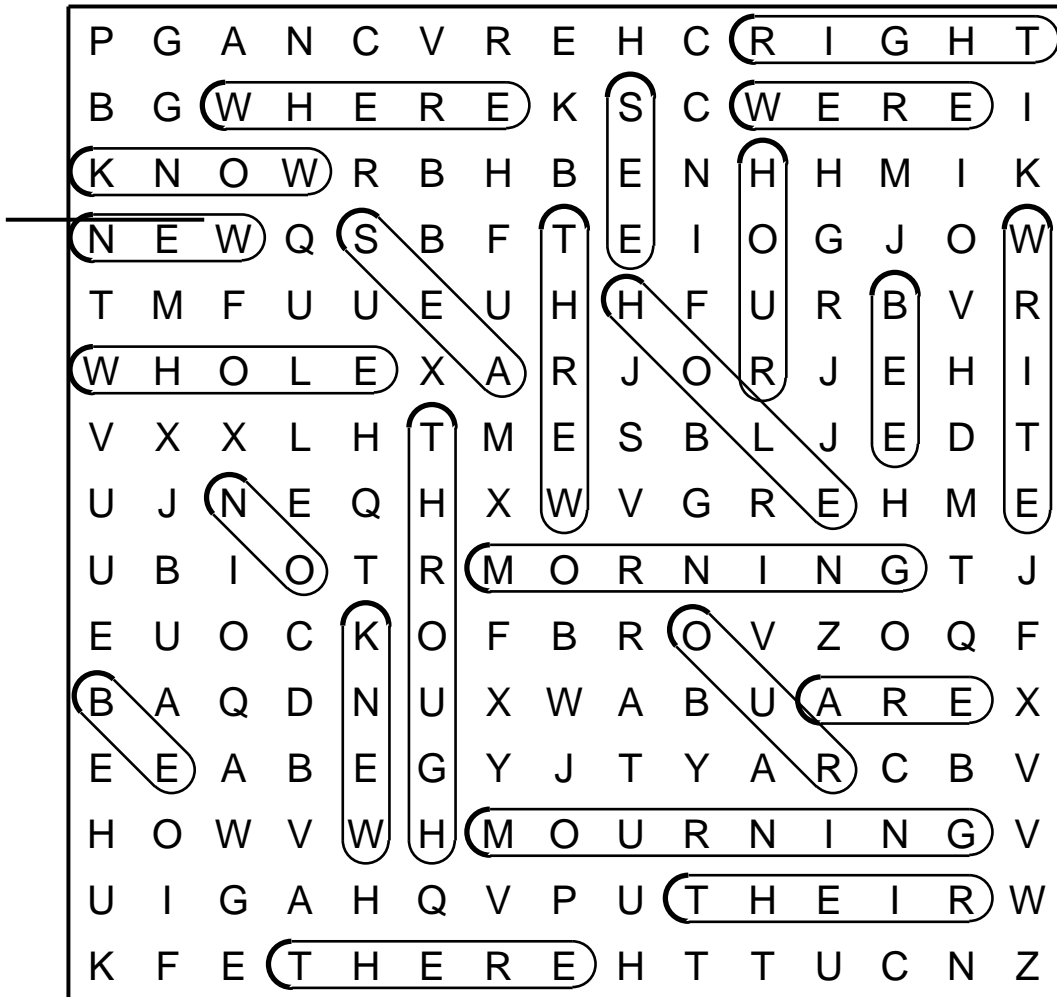 P G A N C V R E H C R I G H T
B G W H E R E K S C W E R E I
K N O W R B H B E N H H M I K
N E W Q S B F T E I O G J O W
T M F U U E U H H F U R B V R
W H O L E X A R J O R J E H I
V X X L H T M E S B L J E D T
U J N E Q H X W V G R E H M E
U B I O T R M O R N I N G T J
E U O C K O F B R O V Z O Q F
B A Q D N U X W A B U A R E X
E E A B E G Y J T Y A R C B V
H O W V W H M O U R N I N G V
U I G A H Q V P U T H E I R W
K F E T H E R E H T T U C N Z